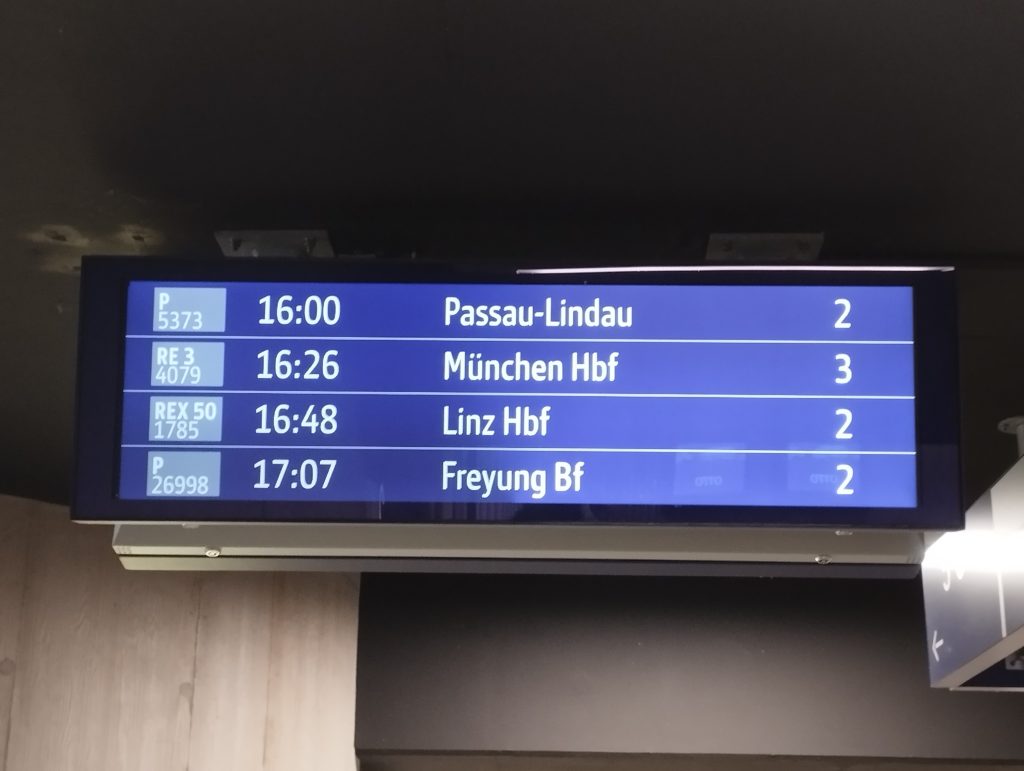 P
5373 16:00 Passau-Lindau 2
RE 3
4079 16:26 München Hbf 3
REX 50
1785 16:48 Linz Hbf 2
P
26998 17:07 Freyung Bf 2